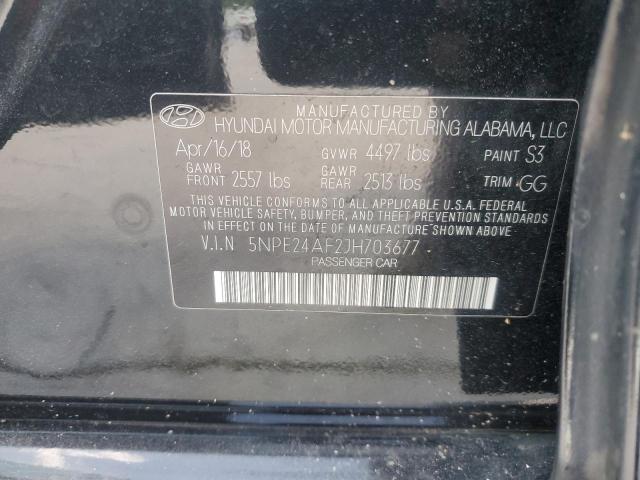 MANUFACTURED BY
HYUNDAI MOTOR MANUFACTURING ALABAMA, LLC
Apr/16/18 GVWR 4497 lbs PAINT S3
GAWR FRONT 2557 lbs GAWR REAR 2513 lbs TRIM GG
THIS VEHICLE CONFORMS TO ALL APPLICABLE U.S.A. FEDERAL
MOTOR VEHICLE SAFETY, BUMPER, AND THEFT PREVENTION STANDARDS
IN EFFECT ON THE DATE OF MANUFACTURE SHOWN ABOVE.
V.I.N 5NPE24AF2JH703677
PASSENGER CAR